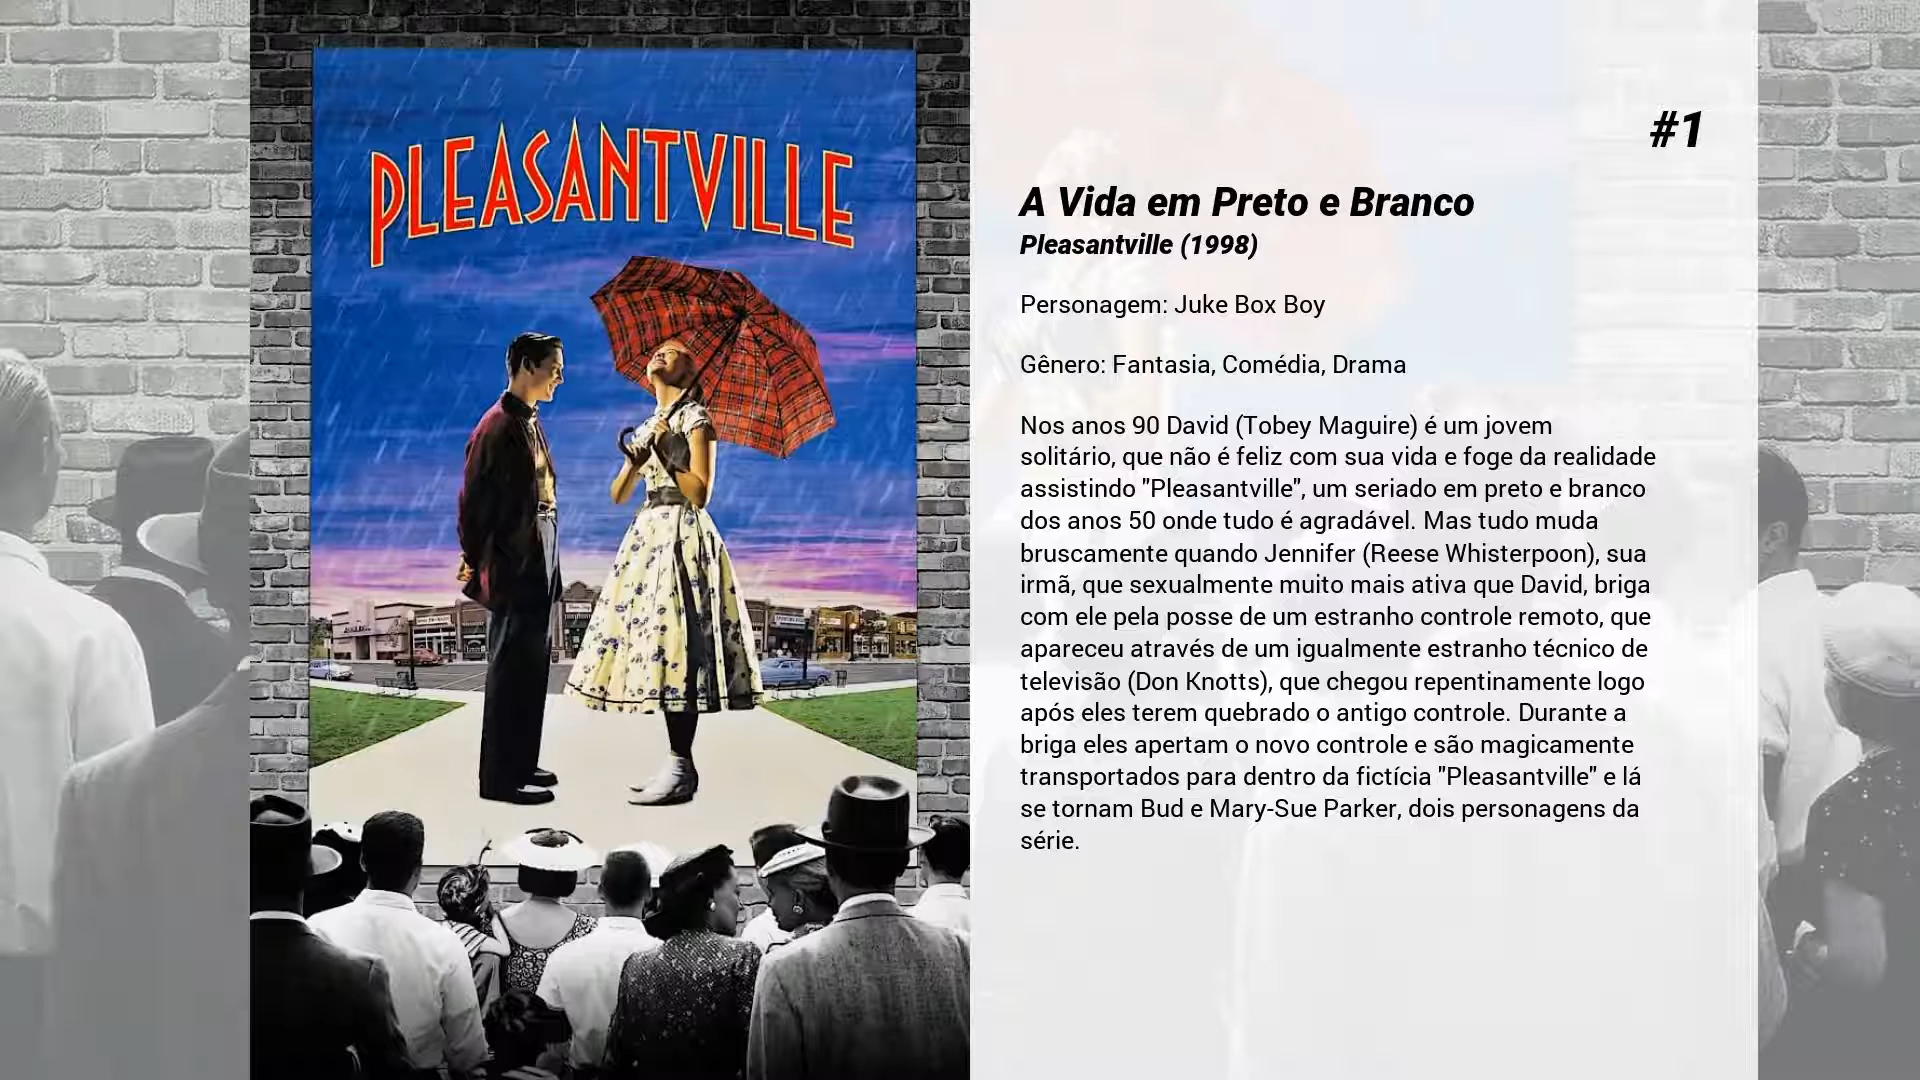 PLEASANTVILLE
#1
A Vida em Preto e Branco
Pleasantville (1998)
Personagem: Juke Box Boy
Gênero: Fantasia, Comédia, Drama
Nos anos 90 David (Tobey Maguire) é um jovem
solitário, que não é feliz com sua vida e foge da realidade
assistindo "Pleasantville", um seriado em preto e branco
dos anos 50 onde tudo é agradável. Mas tudo muda
bruscamente quando Jennifer (Reese Whisterpoon), sua
irmã, que sexualmente muito mais ativa que David, briga
com ele pela posse de um estranho controle remoto, que
apareceu através de um igualmente estranho técnico de
televisão (Don Knotts), que chegou repentinamente logo
após eles terem quebrado o antigo controle. Durante a
briga eles apertam o novo controle e são magicamente
transportados para dentro da fictícia "Pleasantville" e lá
se tornam Bud e Mary-Sue Parker, dois personagens da
série.